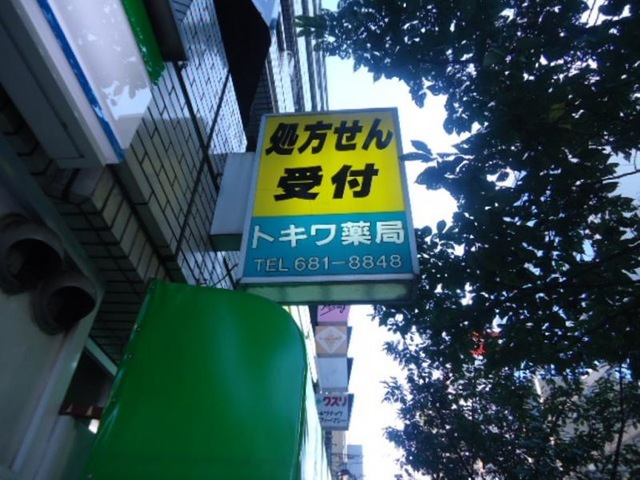 処方せん
受付
トキワ薬局
TEL 681-8848
クスリ